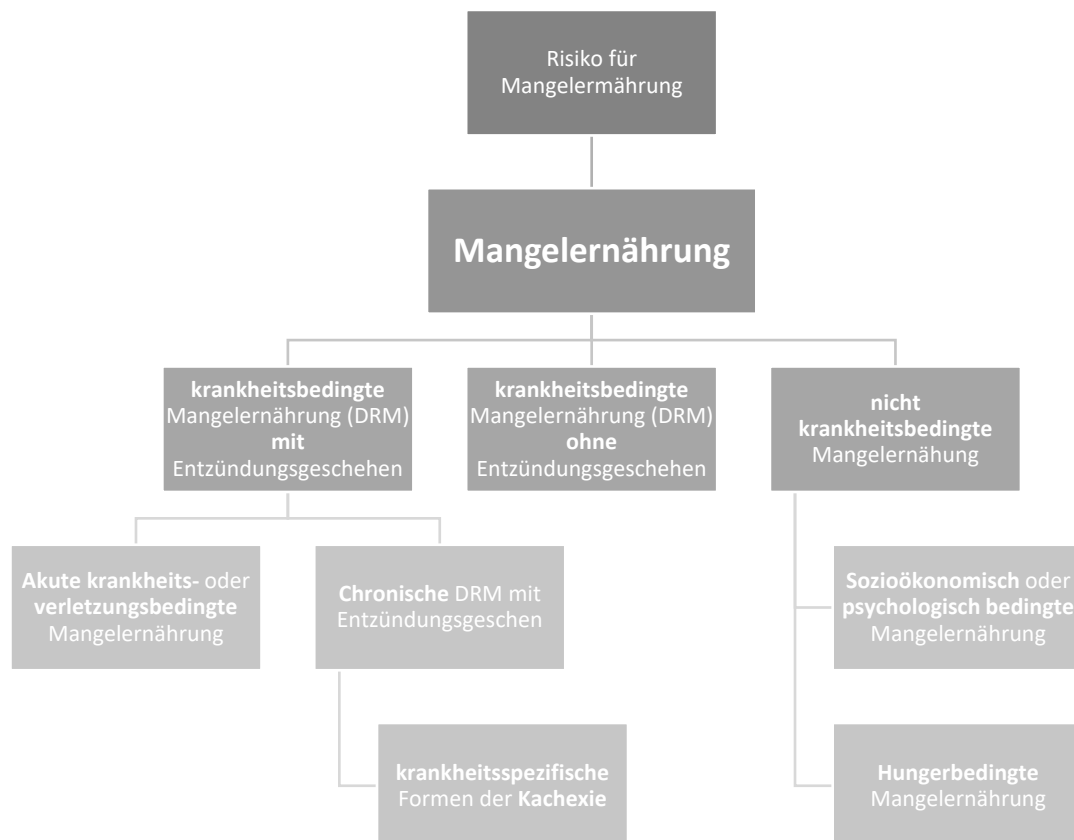 Risiko für
Mangelermährung
Mangelernährung
krankheitsbedingte
Mangelernährung (DRM)
mit
Entzündungsgeschehen
krankheitsbedingte
Mangelernährung (DRM)
ohne
Entzündungsgeschehen
nicht
krankheitsbedingte
Mangelernähung
Akute krankheits- oder
verletzungsbedingte
Mangelernährung
Chronische DRM mit
Entzündungsgeschen
Sozioökonomisch oder
psychologisch bedingte
Mangelernährung
krankheitsspezifische
Formen der Kachexie
Hungerbedingte
Mangelernährung